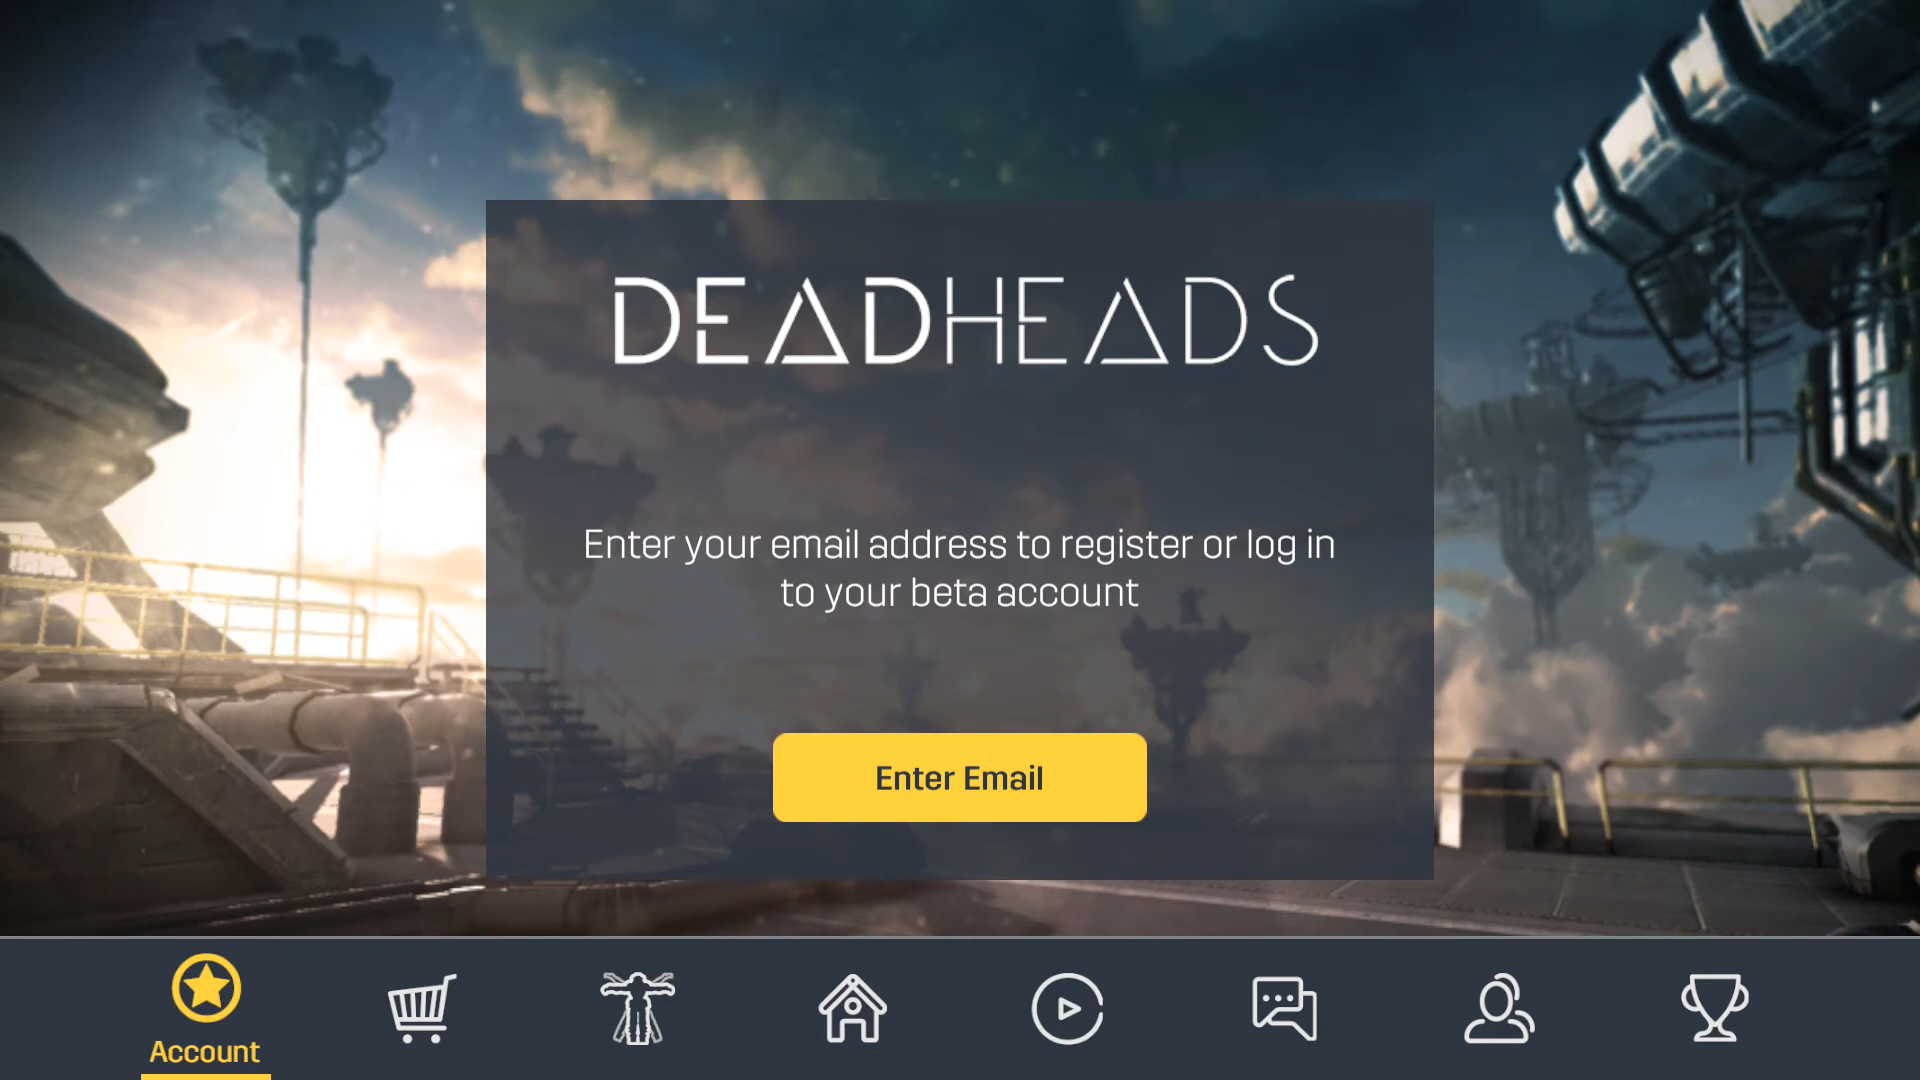 DEADHEADS
Enter your email address to register or log in
to your beta account
Enter Email
Account